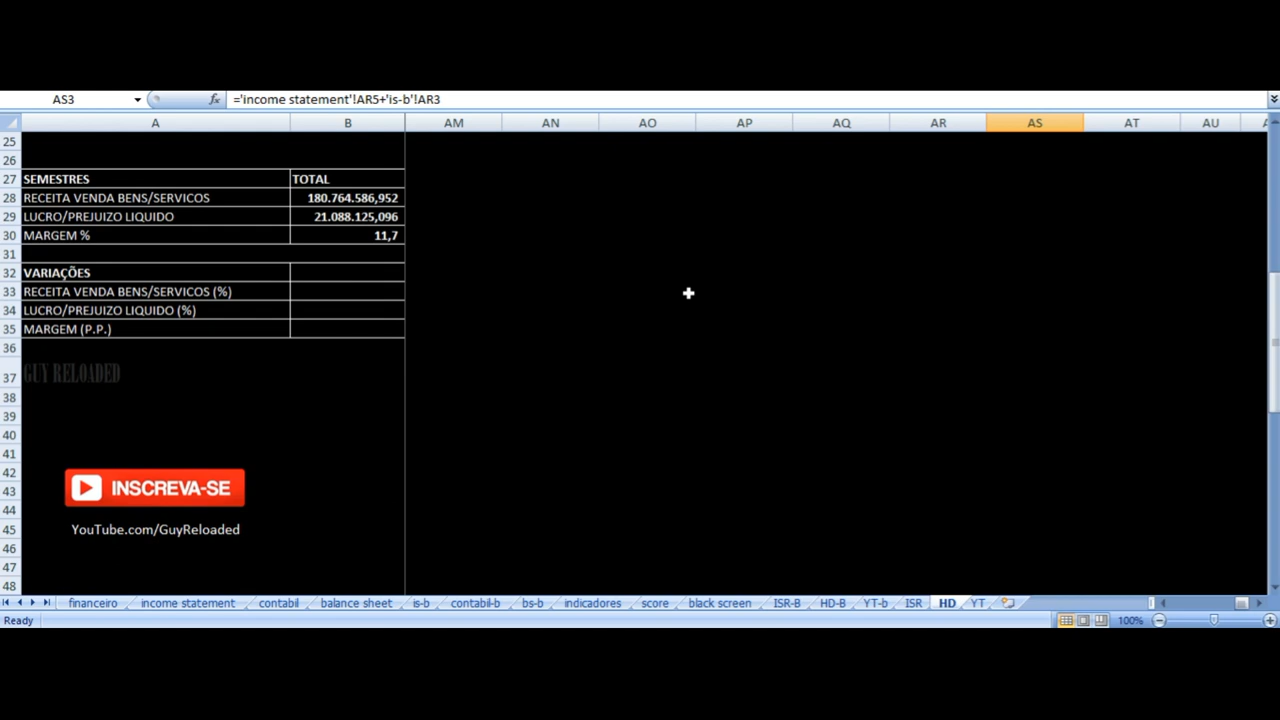 AS3 fx ='income statement'!AR5+'is-b'!AR3
A B AM AN AO AP AQ AR AS AT AU
25
26
27 SEMESTRES TOTAL
28 RECEITA VENDA BENS/SERVICOS 180.764.586,952
29 LUCRO/PREJUIZO LIQUIDO 21.088.125,096
30 MARGEM % 11,7
31
32 VARIAÇÕES
33 RECEITA VENDA BENS/SERVICOS (%)
34 LUCRO/PREJUIZO LIQUIDO (%)
35 MARGEM (P.P.)
36
37 GUY RELOADED
38
39
40
41
42
43 INSCREVA-SE
44
45 YouTube.com/GuyReloaded
46
47
48
financeiro income statement contabil balance sheet is-b contabil-b bs-b indicadores score black screen ISR-B HD-B YT-b ISR HD YT
Ready 100%